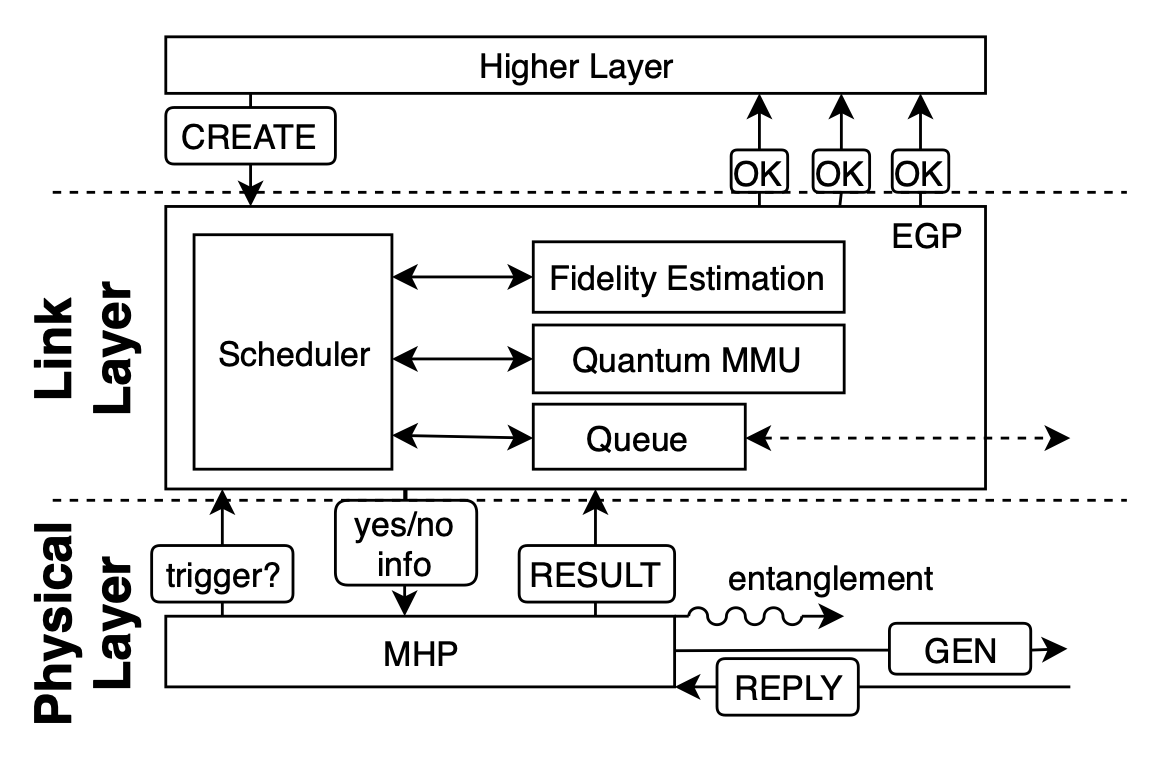 Higher Layer
CREATE
OK
OK
OK
EGP
Link
Layer
Scheduler
Fidelity Estimation
Quantum MMU
Queue
Physical
Layer
trigger?
yes/no
info
RESULT
entanglement
MHP
GEN
REPLY